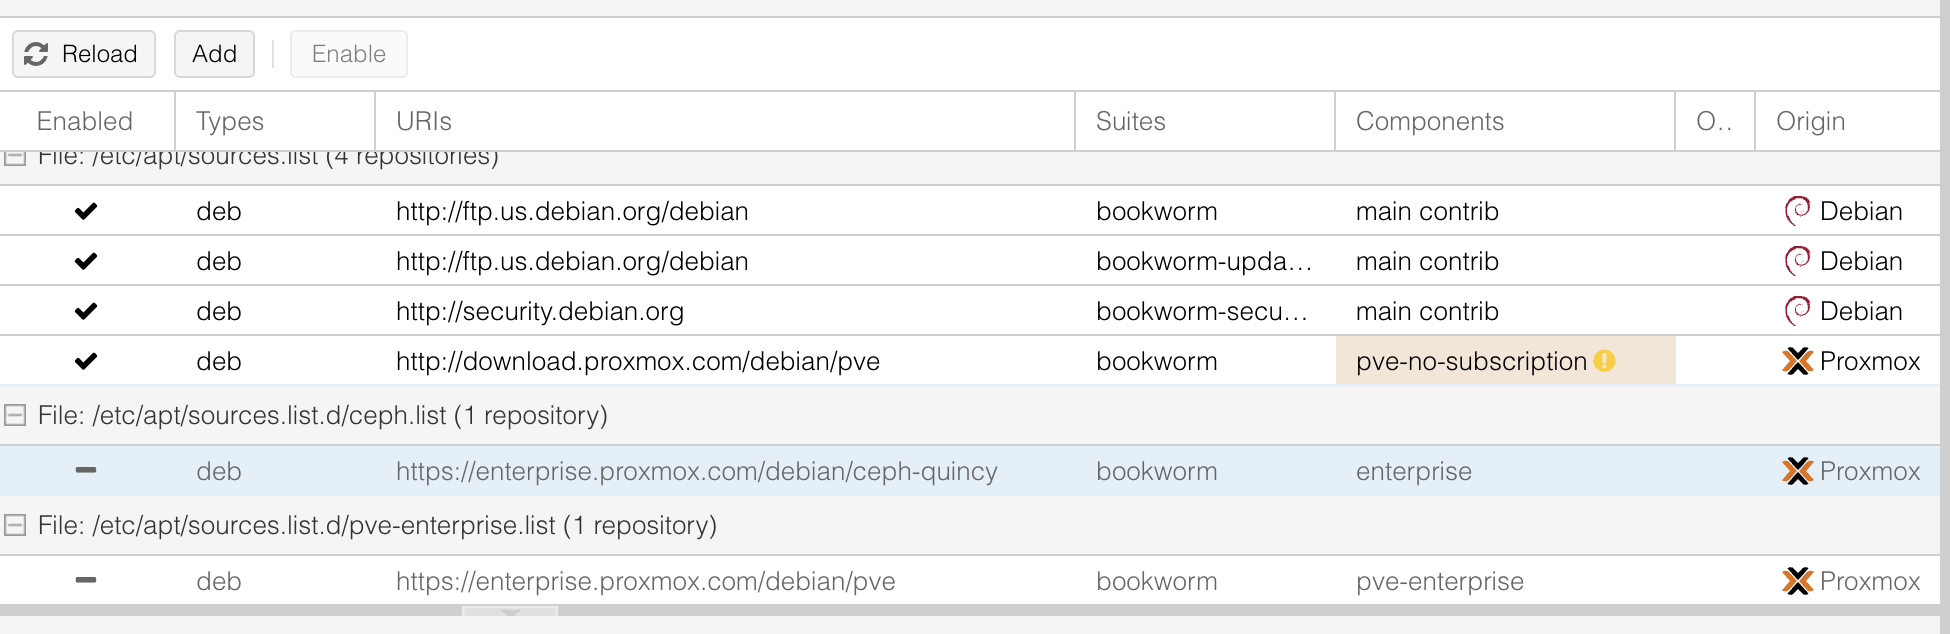 Reload Add Enable
Enabled Types URIs Suites Components O.. Origin
File: /etc/apt/sources.list (4 repositories)
deb http://ftp.us.debian.org/debian bookworm main contrib Debian
deb http://ftp.us.debian.org/debian bookworm-upda... main contrib Debian
deb http://security.debian.org bookworm-secu... main contrib Debian
deb http://download.proxmox.com/debian/pve bookworm pve-no-subscription Proxmox
File: /etc/apt/sources.list.d/ceph.list (1 repository)
deb https://enterprise.proxmox.com/debian/ceph-quincy bookworm enterprise Proxmox
File: /etc/apt/sources.list.d/pve-enterprise.list (1 repository)
deb https://enterprise.proxmox.com/debian/pve bookworm pve-enterprise Proxmox